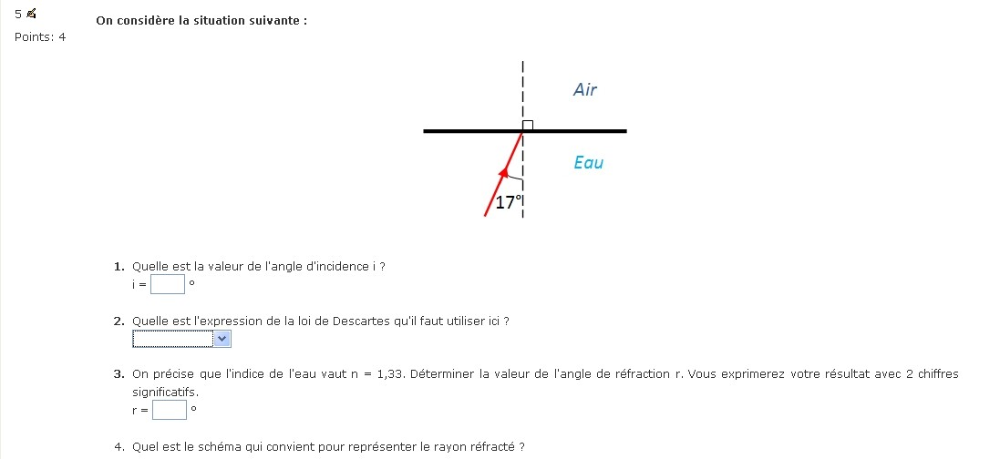 5
On considère la situation suivante :
Points: 4
Air
Eau
17°
1. Quelle est la valeur de l'angle d'incidence i ?
i = °
2. Quelle est l'expression de la loi de Descartes qu'il faut utiliser ici ?
3. On précise que l'indice de l'eau vaut n = 1,33. Déterminer la valeur de l'angle de réfraction r. Vous exprimerez votre résultat avec 2 chiffres
significatifs.
r = °
4. Quel est le schéma qui convient pour représenter le rayon réfracté ?